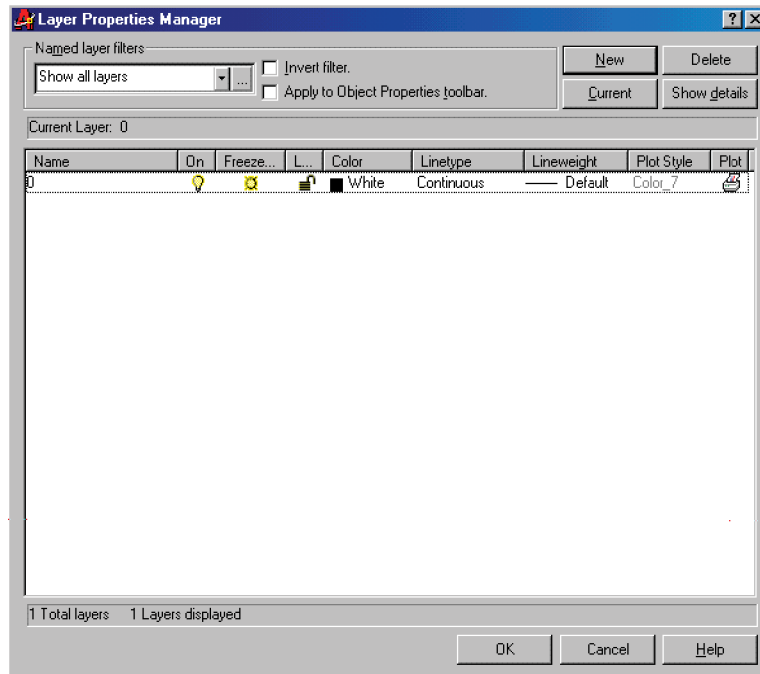 Layer Properties Manager
Named layer filters
Show all layers
...
Invert filter.
Apply to Object Properties toolbar.
New
Delete
Current
Show details
Current Layer: 0
Name On Freeze... L... Color Linetype Lineweight Plot Style Plot
0 White Continuous Default Color_7
1 Total layers 1 Layers displayed
OK Cancel Help